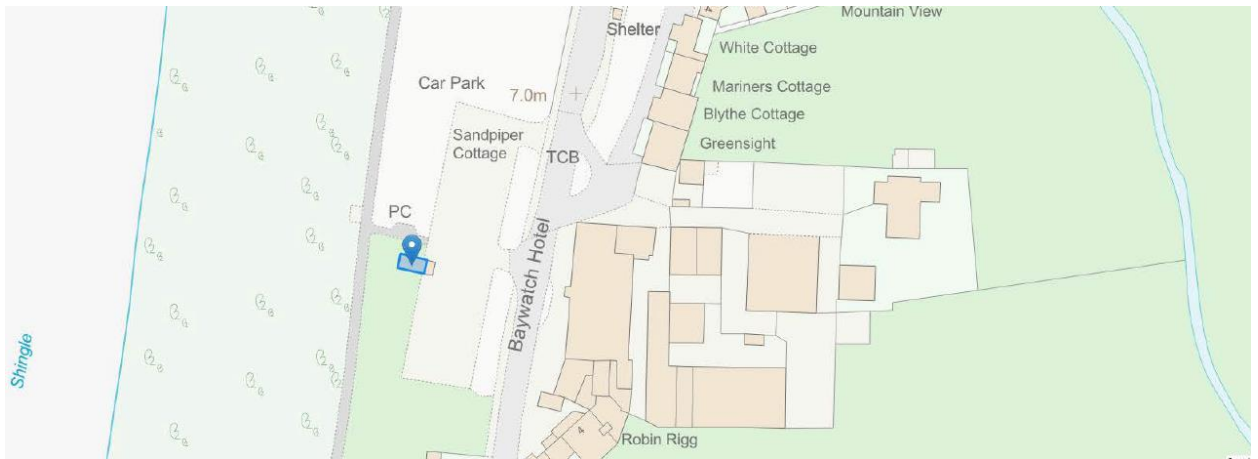 4
Mountain View
Shelter
White Cottage
Car Park
7.0m
Mariners Cottage
Blythe Cottage
Sandpiper
Cottage
TCB
Greensight
PC
Baywatch Hotel
Shingle
4
Robin Rigg